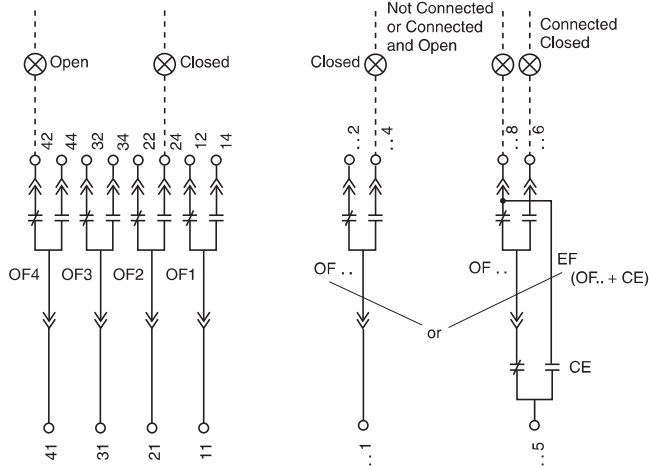 Not Connected
or Connected
and Open
Connected
Closed
Open
Closed
Closed
42
44
32
34
22
24
12
14
..2
..4
..8
..6
OF4
OF3
OF2
OF1
OF ..
OF ..
EF
(OF.. + CE)
or
CE
41
31
21
11
..1
..5